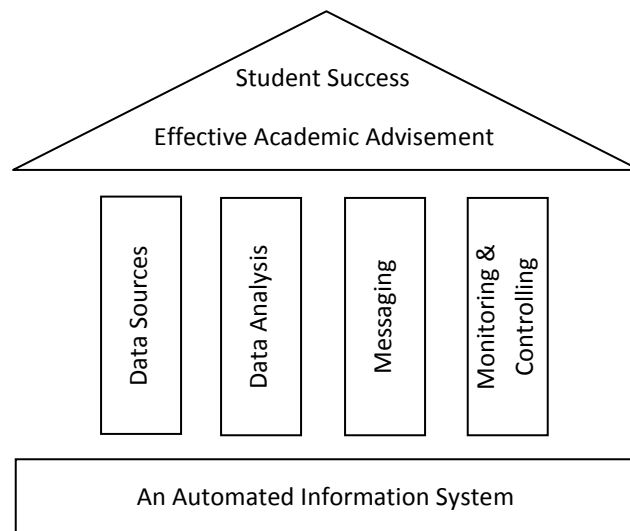 Student Success
Effective Academic Advisement
Data Sources
Data Analysis
Messaging
Monitoring &
Controlling
An Automated Information System